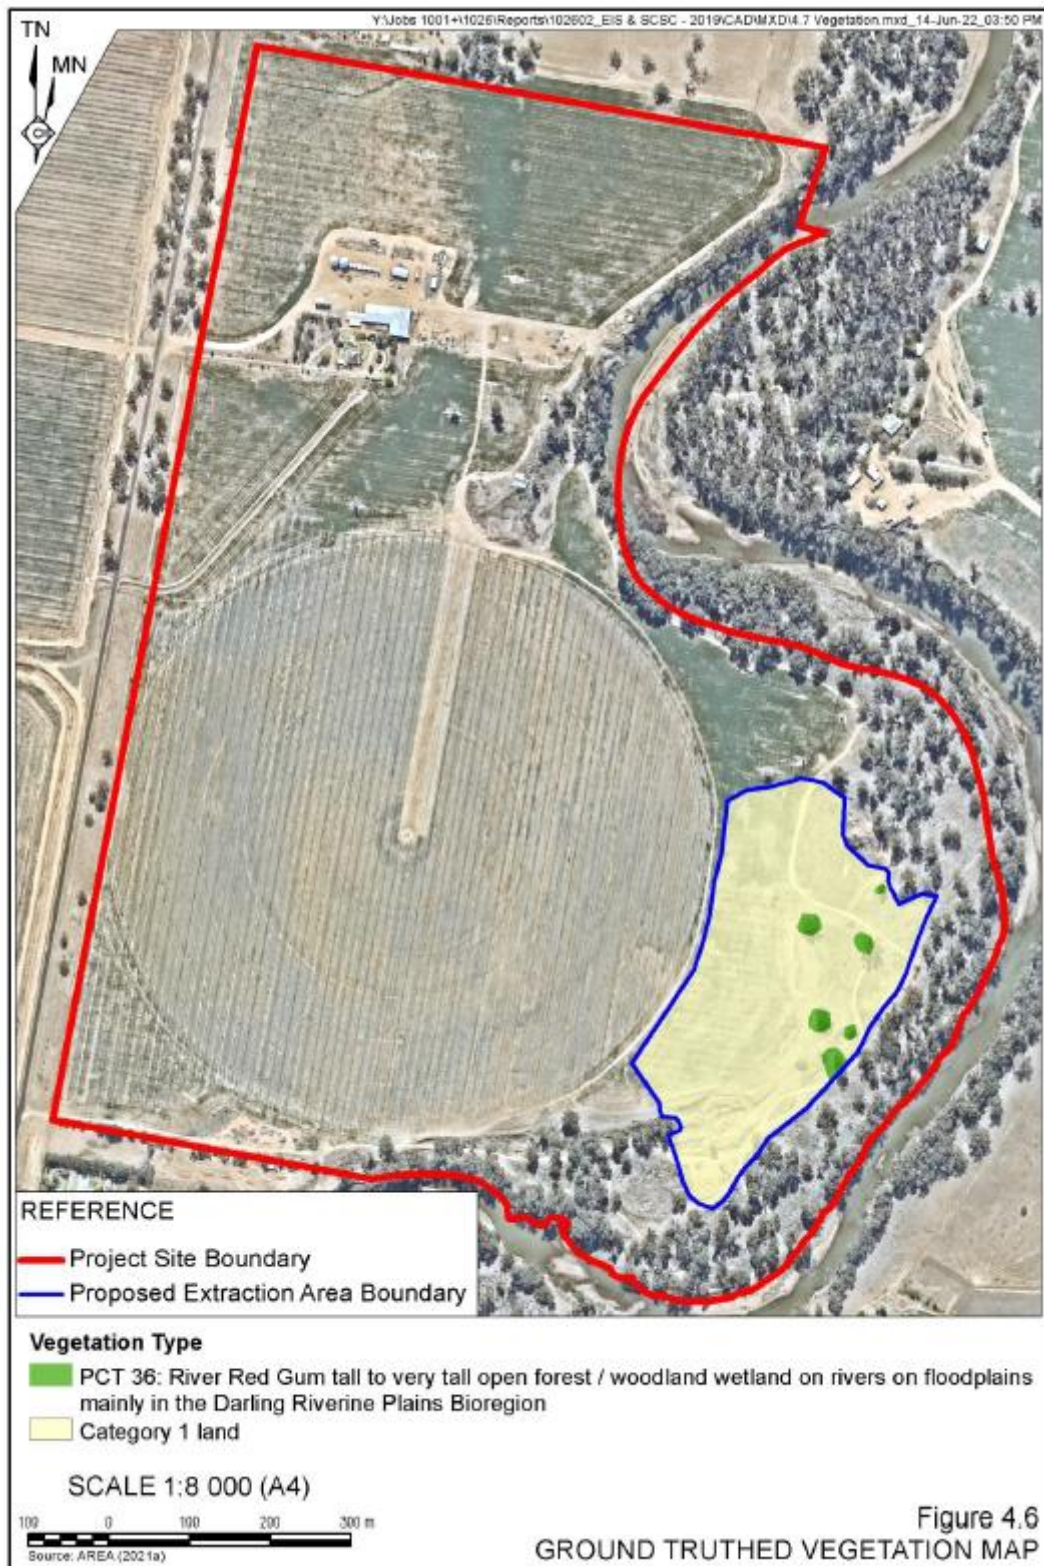 Y:\Jobs 1001+\1026\Reports\102602_EIS & SCSC - 2019\CAD\MXD\4.7 Vegetation.mxd_14-Jun-22_03:50 PM
TN
MN
REFERENCE
Project Site Boundary
Proposed Extraction Area Boundary
Vegetation Type
PCT 36: River Red Gum tall to very tall open forest / woodland wetland on rivers on floodplains
mainly in the Darling Riverine Plains Bioregion
Category 1 land
SCALE 1:8 000 (A4)
100 0 100 200 300 m
Source: AREA (2021a)
Figure 4.6
GROUND TRUTHED VEGETATION MAP